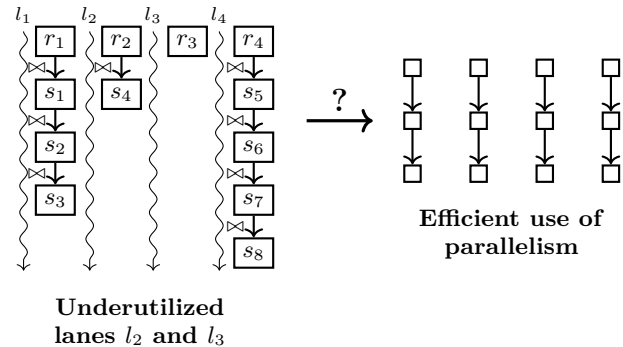 l₁ l₂ l₃ l₄
r₁ r₂ r₃ r₄
⋈ ⋈ ⋈
s₁ s₄ s₅
⋈ ⋈
s₂ s₆
⋈ ⋈
s₃ s₇
⋈
s₈
?
Efficient use of
parallelism
Underutilized
lanes l₂ and l₃